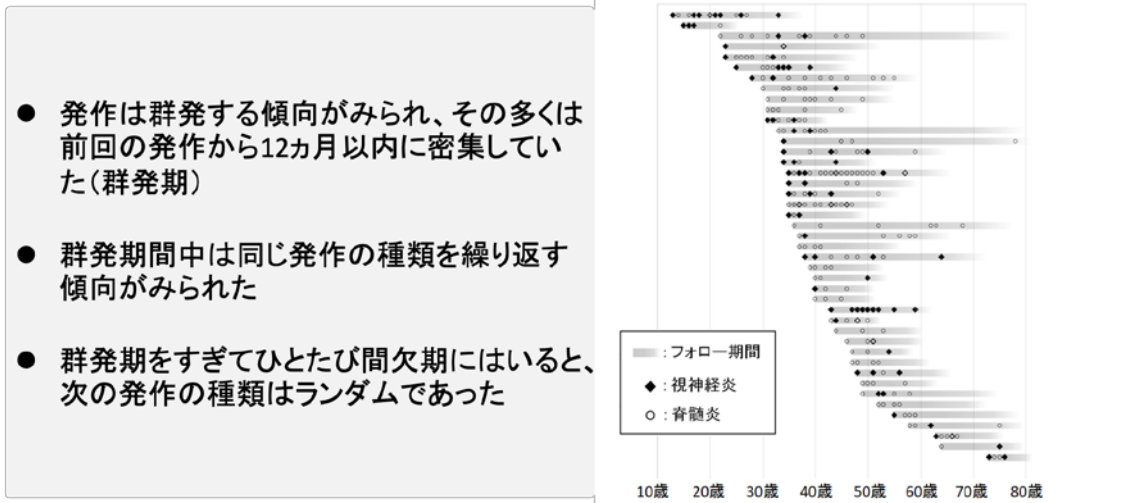 ● 発作は群発する傾向がみられ、その多くは
前回の発作から12ヵ月以内に密集してい
た（群発期）
● 群発期間中は同じ発作の種類を繰り返す
傾向がみられた
● 群発期をすぎてひとたび間欠期にはいると、
次の発作の種類はランダムであった
：フォロー期間
◆：視神経炎
○：脊髄炎
10歳 20歳 30歳 40歳 50歳 60歳 70歳 80歳